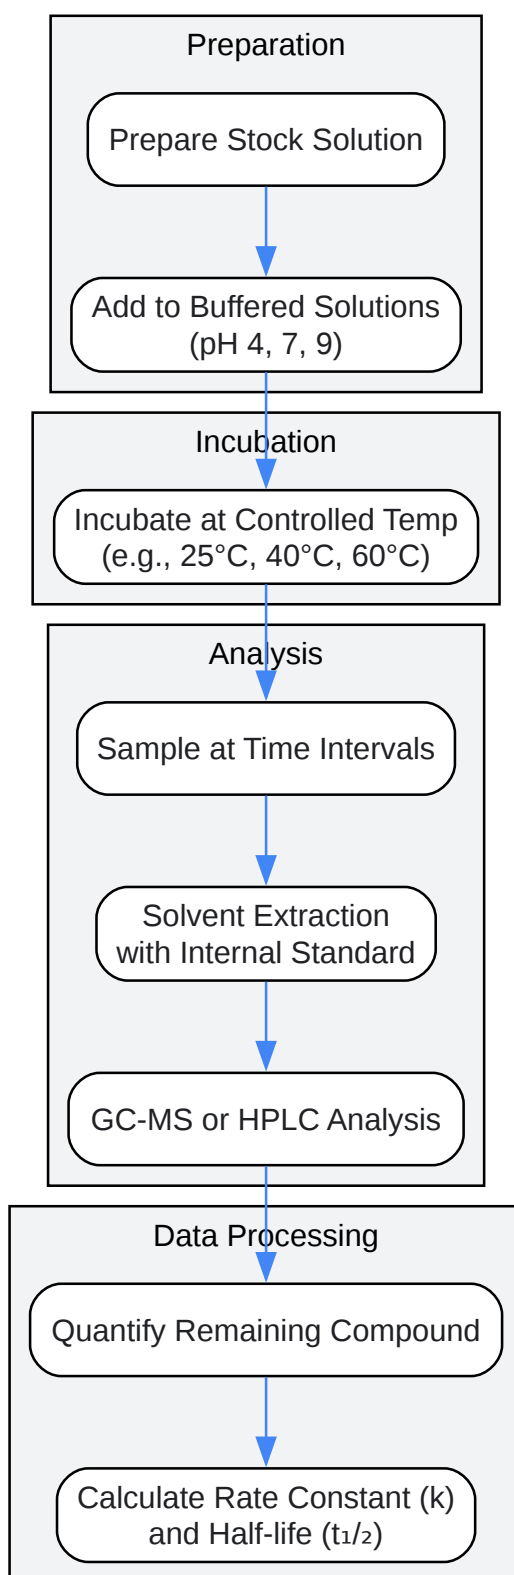 Preparation
Prepare Stock Solution
Add to Buffered Solutions
(pH 4, 7, 9)
Incubation
Incubate at Controlled Temp
(e.g., 25°C, 40°C, 60°C)
Analysis
Sample at Time Intervals
Solvent Extraction
with Internal Standard
GC-MS or HPLC Analysis
Data Processing
Quantify Remaining Compound
Calculate Rate Constant (k)
and Half-life (t₁/₂)